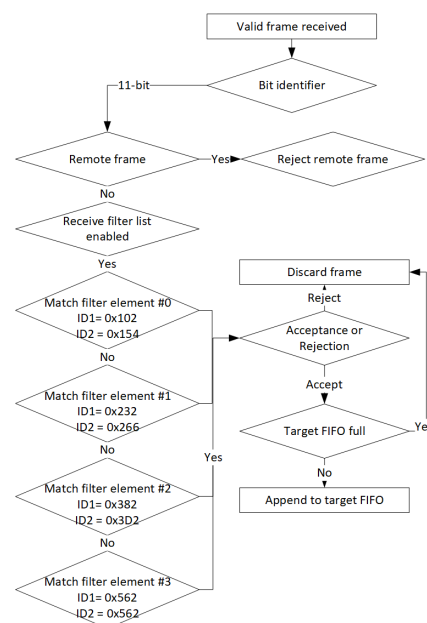 Valid frame received
Bit identifier
11-bit
Remote frame
Yes
Reject remote frame
No
Receive filter list
enabled
Yes
Match filter element #0
ID1= 0x102
ID2 = 0x154
No
Match filter element #1
ID1= 0x232
ID2 = 0x266
No
Match filter element #2
ID1= 0x382
ID2 = 0x3D2
No
Match filter element #3
ID1= 0x562
ID2 = 0x562
Yes
Discard frame
Reject
Acceptance or
Rejection
Accept
Target FIFO full
Ye
No
Append to target FIFO